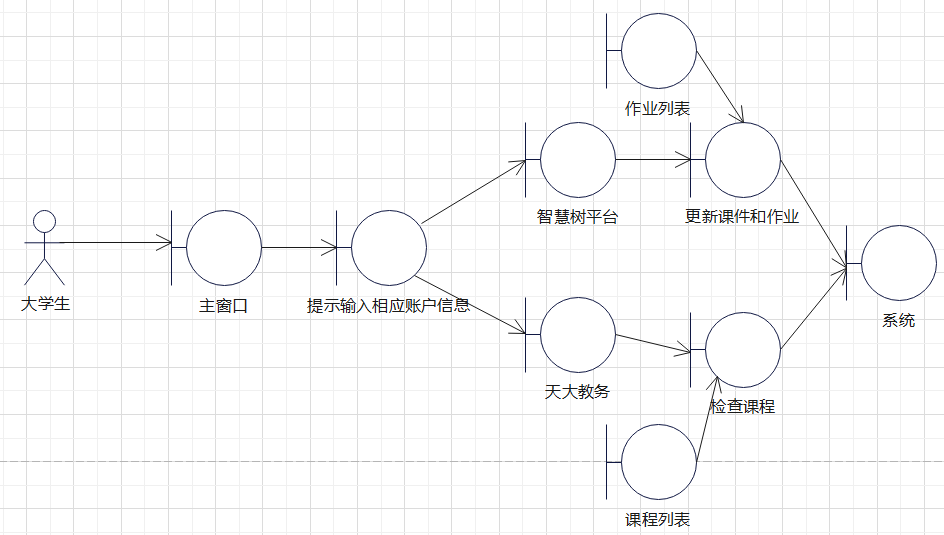 作业列表
智慧树平台
更新课件和作业
大学生
主窗口
提示输入相应账户信息
系统
天大教务
检查课程
课程列表